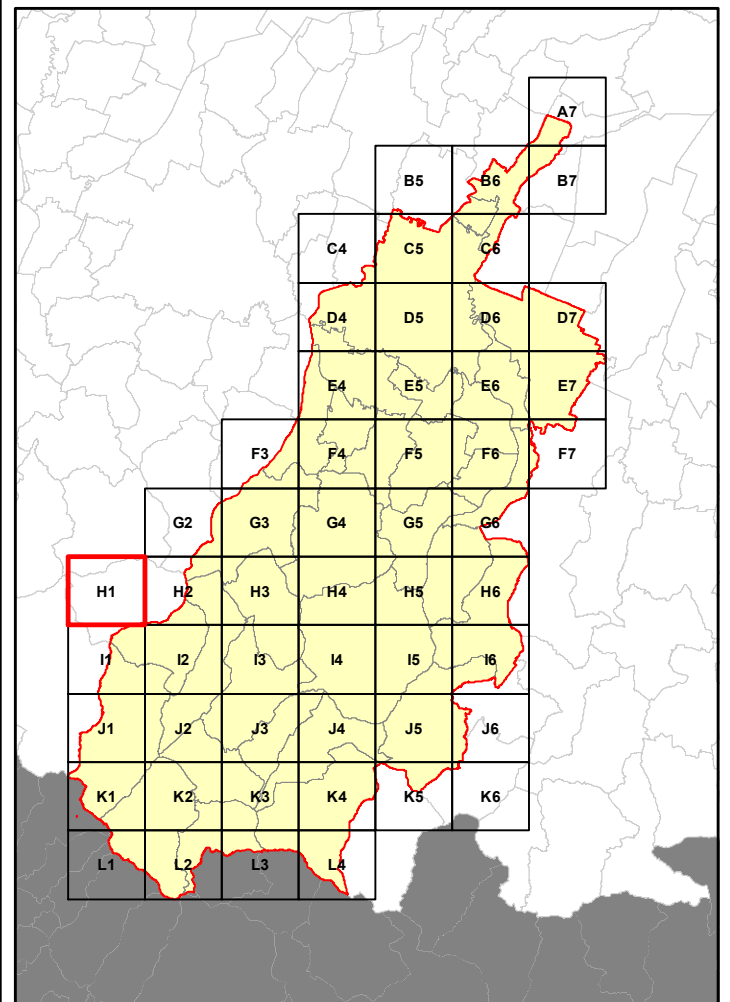 A7
B5 B6 B7
C4 C5 C6
D4 D5 D6 D7
E4 E5 E6 E7
F3 F4 F5 F6 F7
G2 G3 G4 G5 G6
H1 H2 H3 H4 H5 H6
I1 I2 I3 I4 I5 I6
J1 J2 J3 J4 J5 J6
K1 K2 K3 K4 K5 K6
L1 L2 L3 L4